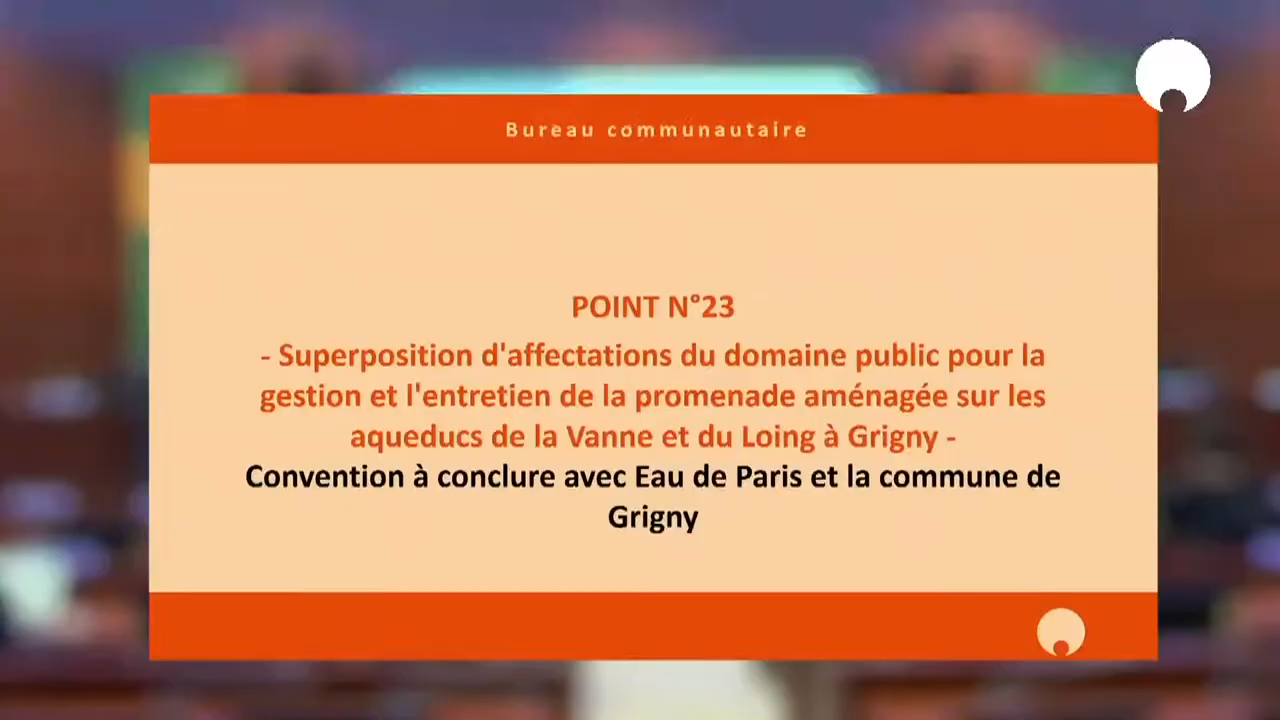 Bureau communautaire
POINT N°23
- Superposition d'affectations du domaine public pour la
gestion et l'entretien de la promenade aménagée sur les
aqueducs de la Vanne et du Loing à Grigny -
Convention à conclure avec Eau de Paris et la commune de
Grigny